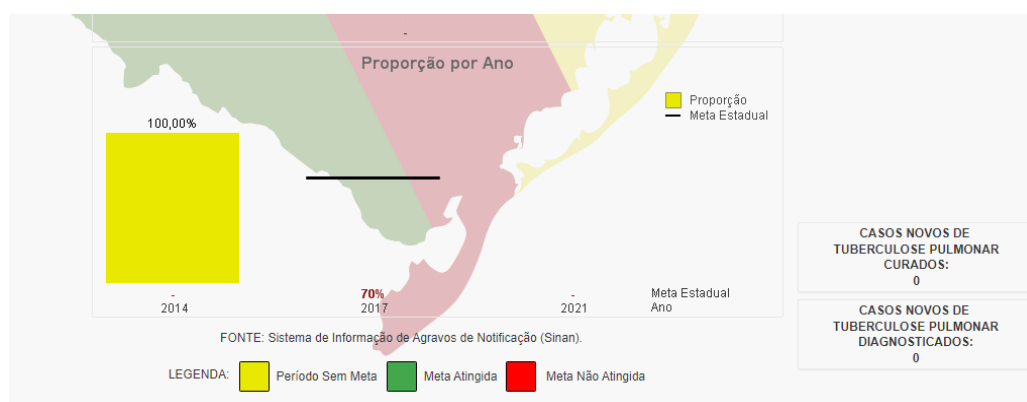 -
Proporção por Ano
Proporção
Meta Estadual
100,00%
- 70% - Meta Estadual
2014 2017 2021 Ano
FONTE: Sistema de Informação de Agravos de Notificação (Sinan).
LEGENDA: Período Sem Meta Meta Atingida Meta Não Atingida
CASOS NOVOS DE
TUBERCULOSE PULMONAR
CURADOS:
0
CASOS NOVOS DE
TUBERCULOSE PULMONAR
DIAGNOSTICADOS:
0